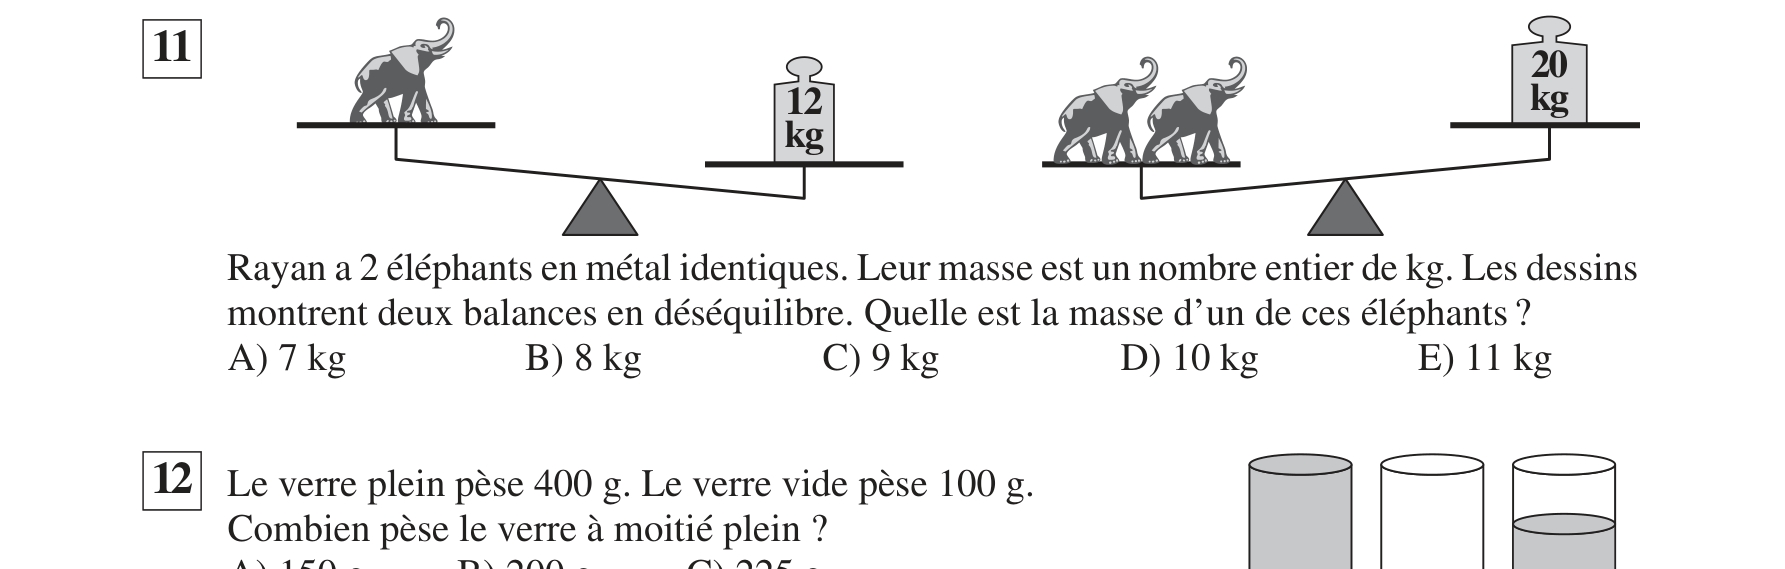 11
12
kg
20
kg
Rayan a 2 éléphants en métal identiques. Leur masse est un nombre entier de kg. Les dessins
montrent deux balances en déséquilibre. Quelle est la masse d’un de ces éléphants ?
A) 7 kg B) 8 kg C) 9 kg D) 10 kg E) 11 kg
12 Le verre plein pèse 400 g. Le verre vide pèse 100 g.
Combien pèse le verre à moitié plein ?
A) 150 g B) 200 g C) 225 g